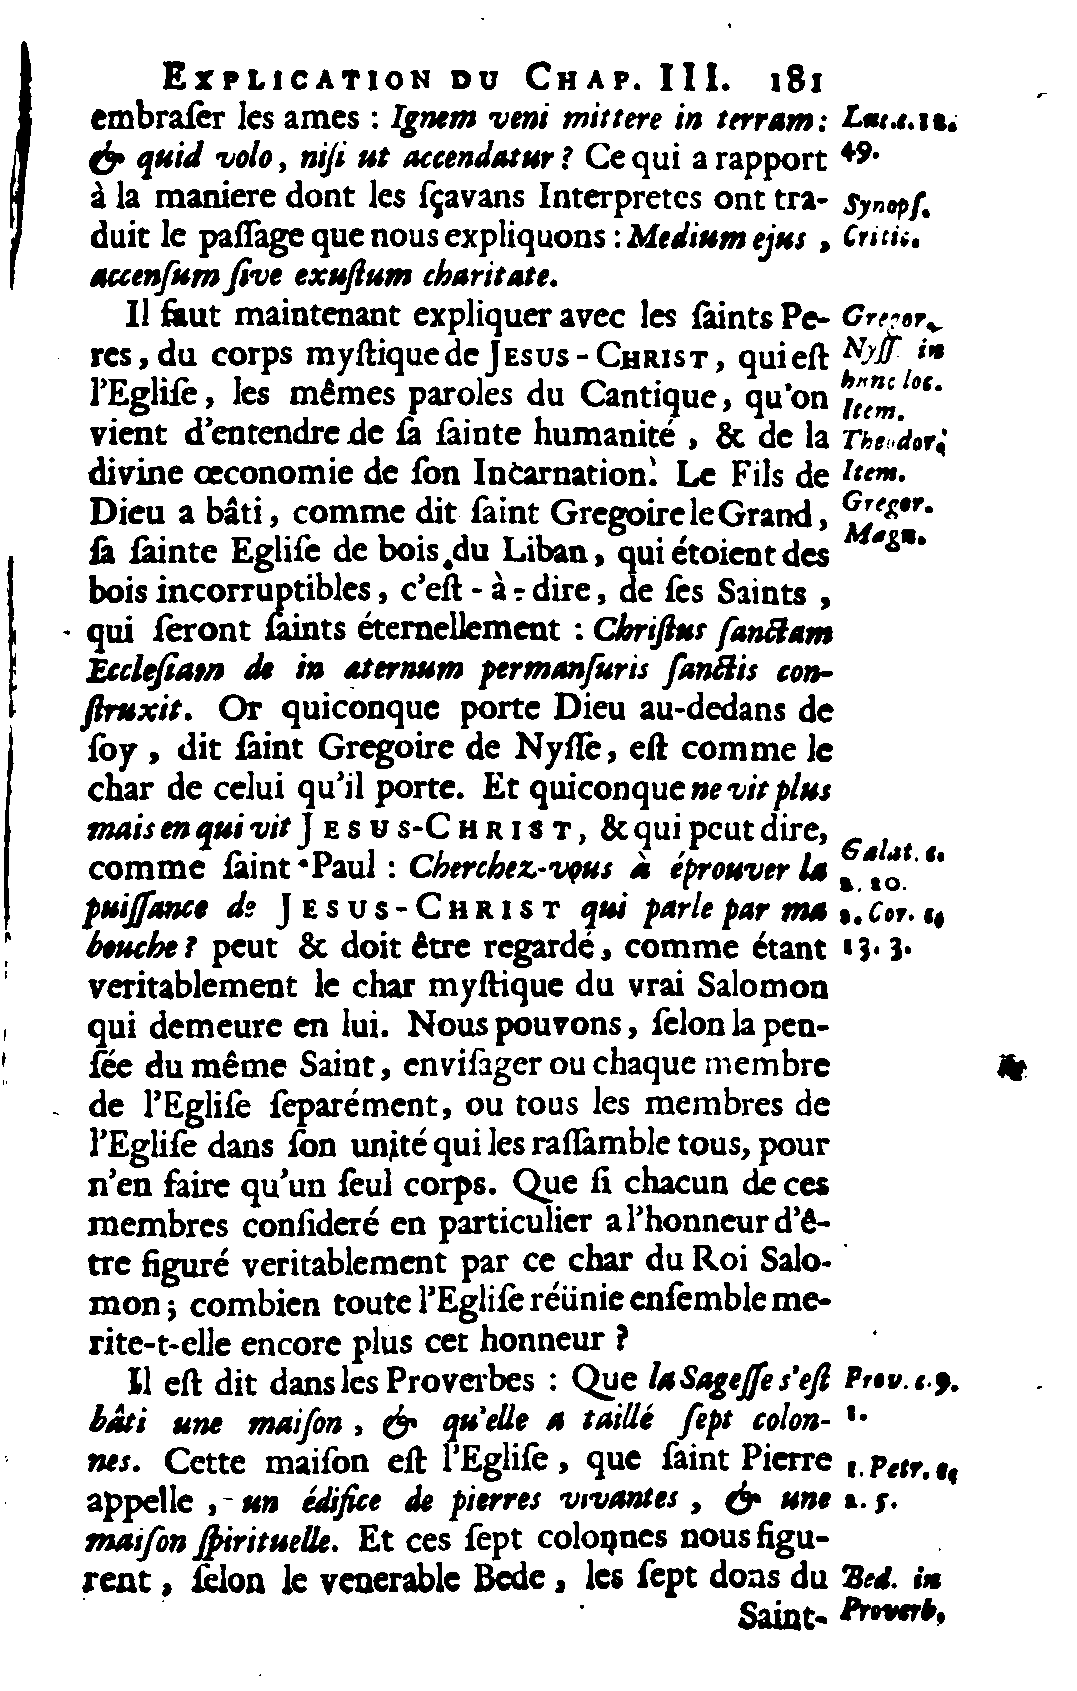 EXPLICATION DU CHAP. III. 181
embraſer les ames : Ignem veni mittere in terram :
& quid volo, niſi ut accendatur ? Ce qui a rapport
à la maniere dont les ſçavans Interpretes ont tra-
duit le paſſage que nous expliquons : Medium ejus,
accenſum ſive exuſtum charitate.
Il faut maintenant expliquer avec les ſaints Pe-
res, du corps myſtique de JESUS-CHRIST, qui eſt
l'Egliſe, les mêmes paroles du Cantique, qu'on
vient d'entendre de ſa ſainte humanité, & de la
divine œconomie de ſon Incarnation. Le Fils de
Dieu a bâti, comme dit ſaint Gregoire le Grand,
ſa ſainte Egliſe de bois du Liban, qui étoient des
bois incorruptibles, c'eſt-à-dire, de ſes Saints,
qui ſeront ſaints éternellement : Chriſtus ſanctam
Eccleſiam de in æternum permanſuris ſanctis con-
ſtruxit. Or quiconque porte Dieu au-dedans de
ſoy, dit ſaint Gregoire de Nyſſe, eſt comme le
char de celui qu'il porte. Et quiconque ne vit plus
mais en qui vit JESUS-CHRIST, & qui peut dire,
comme ſaint Paul : Cherchez-vous à éprouver la
puiſſance de JESUS-CHRIST qui parle par ma
bouche ? peut & doit être regardé, comme étant
veritablement le char myſtique du vrai Salomon
qui demeure en lui. Nous pouvons, ſelon la pen-
ſée du même Saint, enviſager ou chaque membre
de l'Egliſe ſeparément, ou tous les membres de
l'Egliſe dans ſon unité qui les raſſamble tous, pour
n'en faire qu'un ſeul corps. Que ſi chacun de ces
membres conſideré en particulier a l'honneur d'ê-
tre figuré veritablement par ce char du Roi Salo-
mon ; combien toute l'Egliſe réünie enſemble me-
rite-t-elle encore plus cet honneur ?
Il eſt dit dans les Proverbes : Que la Sageſſe s'eſt
bâti une maiſon, & qu'elle a taillé ſept colon-
nes. Cette maiſon eſt l'Egliſe, que ſaint Pierre
appelle, un édifice de pierres vivantes, & une
maiſon ſpirituelle. Et ces ſept colonnes nous figu-
rent, ſelon le venerable Bede, les ſept dons du
Saint-
Luc. c. 12.
49.
Synopſ.
Critic.
Gregor.
Nyſſ. in
hunc loc.
Item.
Theodor.
Item.
Gregor.
Magn.
Galat. c.
2. 20.
2. Cor. c.
13. 3.
Prov. c. 9.
1.
1. Petr. c.
2. 5.
Bed. in
Proverb.